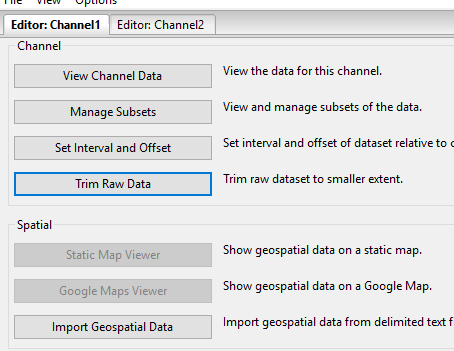 View Options
Editor: Channel1 Editor: Channel2
Channel
View Channel Data View the data for this channel.
Manage Subsets View and manage subsets of the data.
Set Interval and Offset Set interval and offset of dataset relative to
Trim Raw Data Trim raw dataset to smaller extent.
Spatial
Static Map Viewer Show geospatial data on a static map.
Google Maps Viewer Show geospatial data on a Google Map.
Import Geospatial Data Import geospatial data from delimited text